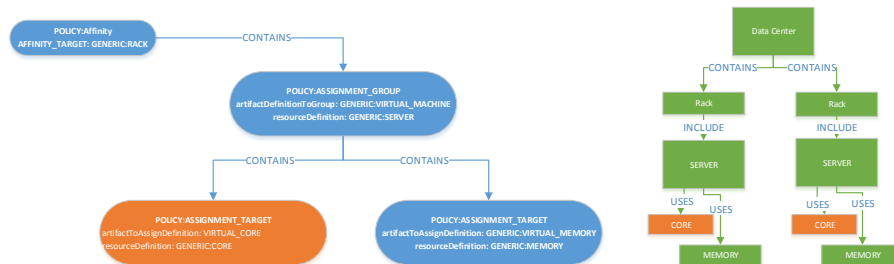 POLICY:Affinity
AFFINITY_TARGET: GENERIC:RACK
CONTAINS
POLICY:ASSIGNMENT_GROUP
artifactDefinitionToGroup: GENERIC:VIRTUAL_MACHINE
resourceDefinition: GENERIC:SERVER
CONTAINS
CONTAINS
POLICY:ASSIGNMENT_TARGET
artifactToAssignDefinition: VIRTUAL_CORE
resourceDefinition: GENERIC:CORE
POLICY:ASSIGNMENT_TARGET
artifactToAssignDefinition: GENERIC:VIRTUAL_MEMORY
resourceDefinition: GENERIC:MEMORY
Data Center
CONTAINS
CONTAINS
Rack
Rack
INCLUDE
INCLUDE
SERVER
SERVER
USES
USES
USES
USES
CORE
CORE
MEMORY
MEMORY